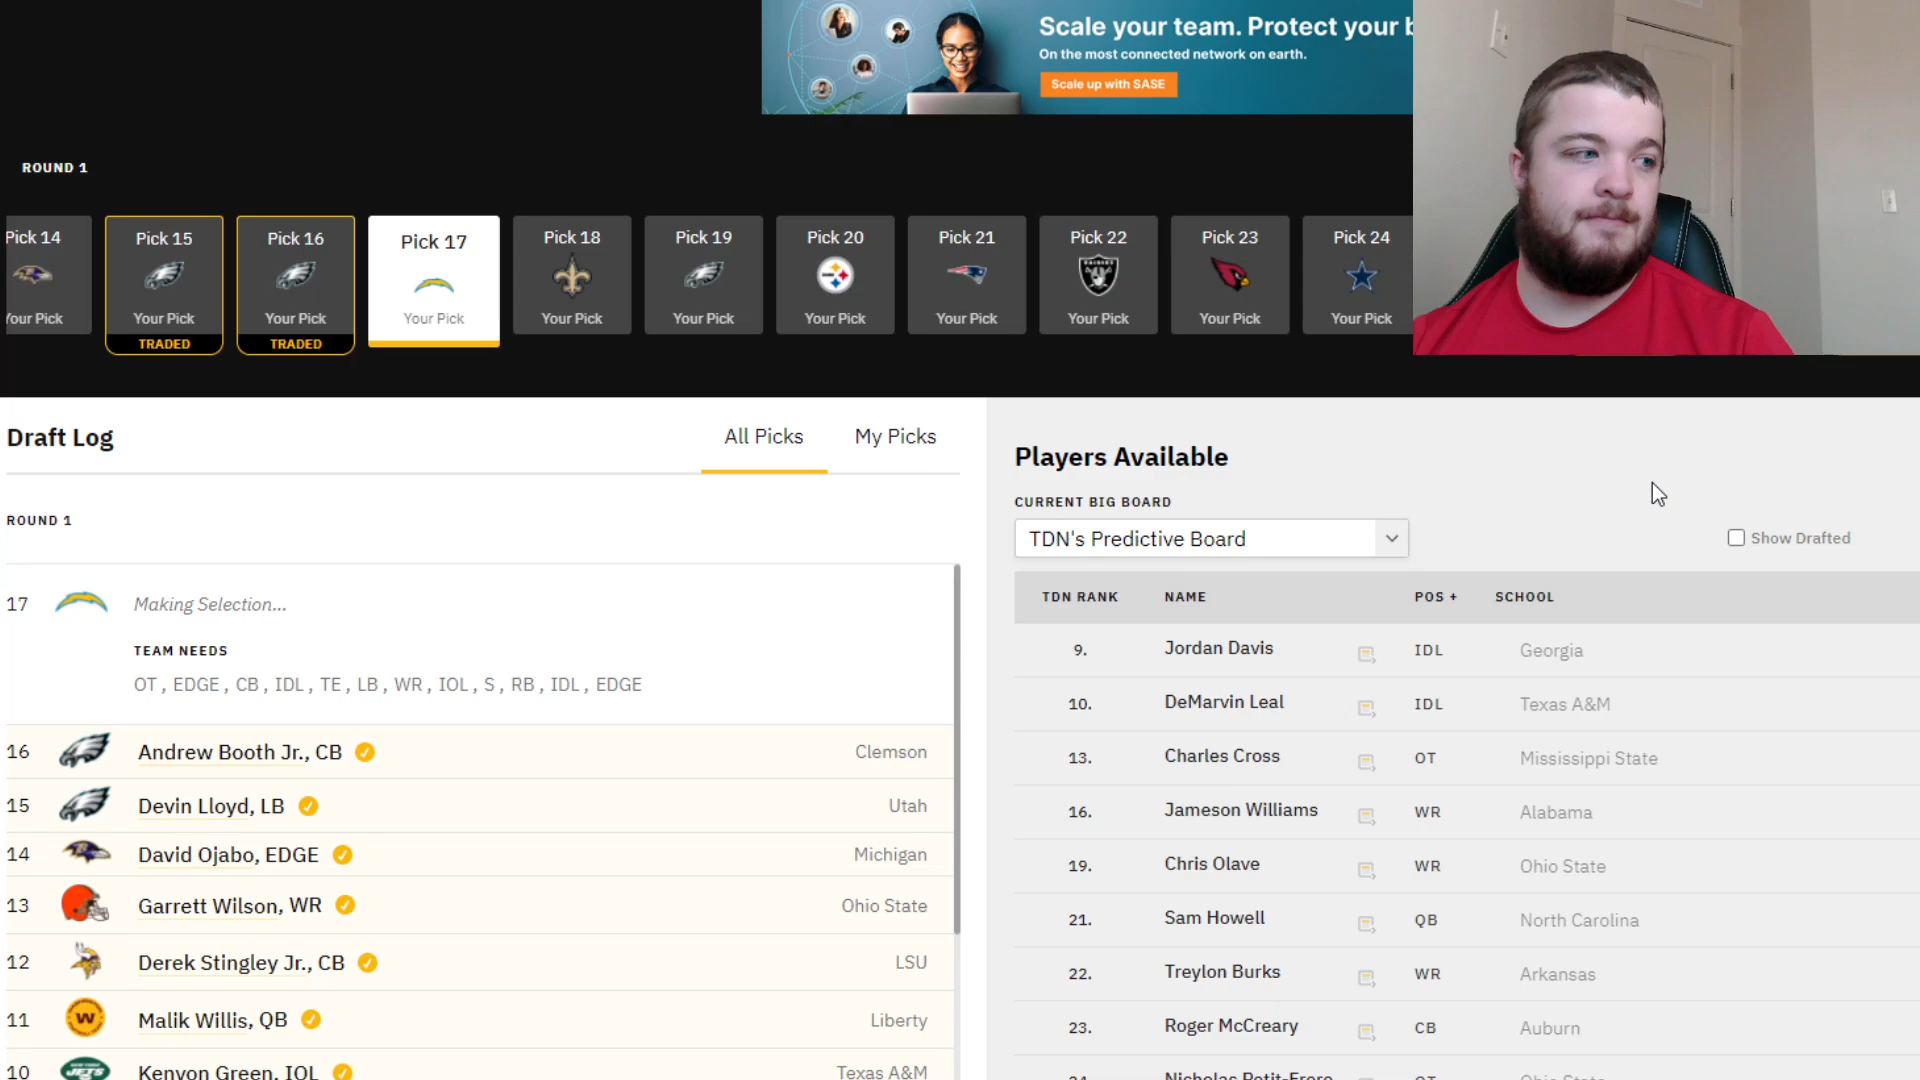 Scale your team. Protect your b
On the most connected network on earth.
Scale up with SASE
ROUND 1
Pick 14
Your Pick
Pick 15
Your Pick
TRADED
Pick 16
Your Pick
TRADED
Pick 17
Your Pick
Pick 18
Your Pick
Pick 19
Your Pick
Pick 20
Your Pick
Pick 21
Your Pick
Pick 22
RAIDERS
Your Pick
Pick 23
Your Pick
Pick 24
Your Pick
Draft Log
All Picks
My Picks
ROUND 1
17 Making Selection...
TEAM NEEDS
OT , EDGE , CB , IDL , TE , LB , WR , IOL , S , RB , IDL , EDGE
16 Andrew Booth Jr., CB Clemson
15 Devin Lloyd, LB Utah
14 David Ojabo, EDGE Michigan
13 Garrett Wilson, WR Ohio State
12 Derek Stingley Jr., CB LSU
11 W Malik Willis, QB Liberty
10 JETS Kenyon Green, IOL Texas A&M
Players Available
CURRENT BIG BOARD
TDN's Predictive Board
Show Drafted
TDN RANK NAME POS + SCHOOL
9. Jordan Davis IDL Georgia
10. DeMarvin Leal IDL Texas A&M
13. Charles Cross OT Mississippi State
16. Jameson Williams WR Alabama
19. Chris Olave WR Ohio State
21. Sam Howell QB North Carolina
22. Treylon Burks WR Arkansas
23. Roger McCreary CB Auburn
24. Nicholas Petit-Frere OT Ohio State